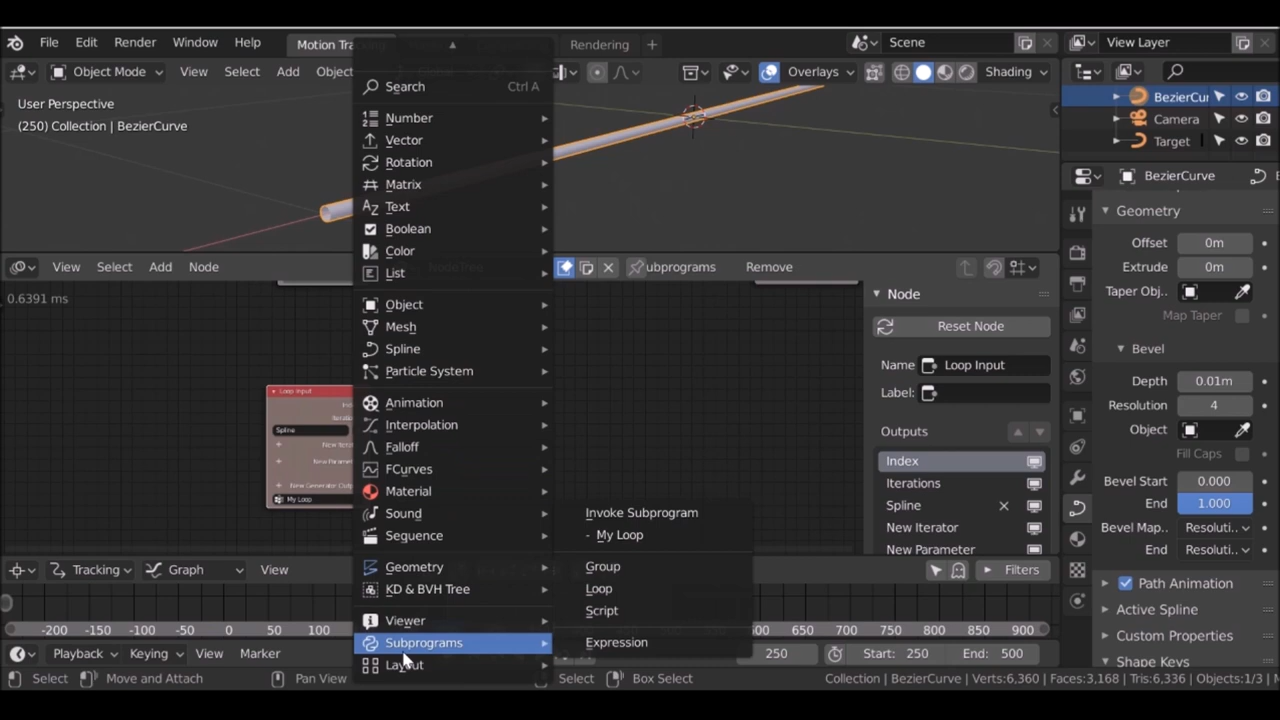 File Edit Render Window Help Motion Tra Rendering + Scene View Layer
Object Mode View Select Add Object Overlays Shading
User Perspective
(250) Collection | BezierCurve
Search Ctrl A
Number
Vector
Rotation
Matrix
Text
Boolean
Color
List
Object
Mesh
Spline
Particle System
Animation
Interpolation
Falloff
FCurves
Material
Sound
Sequence
Geometry
KD & BVH Tree
Viewer
Subprograms
Layout
Invoke Subprogram
- My Loop
Group
Loop
Script
Expression
View Select Add Node ubprograms Remove
0.6391 ms
Loop Input
Spline
My Loop
Node
Reset Node
Name Loop Input
Label:
Outputs
Index
Iterations
Spline
New Iterator
New Parameter
BezierCur
Camera
Target
BezierCurve
Geometry
Offset 0m
Extrude 0m
Taper Obj..
Map Taper
Bevel
Depth 0.01m
Resolution 4
Object
Fill Caps
Bevel Start 0.000
End 1.000
Bevel Map.. Resoluti..
End Resoluti..
Path Animation
Active Spline
Custom Properties
Shape Keys
Tracking Graph View Filters
-200 -150 -100 -50 0 50 100 600 650 700 750 800 850 900
Playback Keying View Marker 250 Start: 250 End: 500
Select Move and Attach Pan View Select Box Select Collection | BezierCurve | Verts:6,360 | Faces:3,168 | Tris:6,336 | Objects:1/3